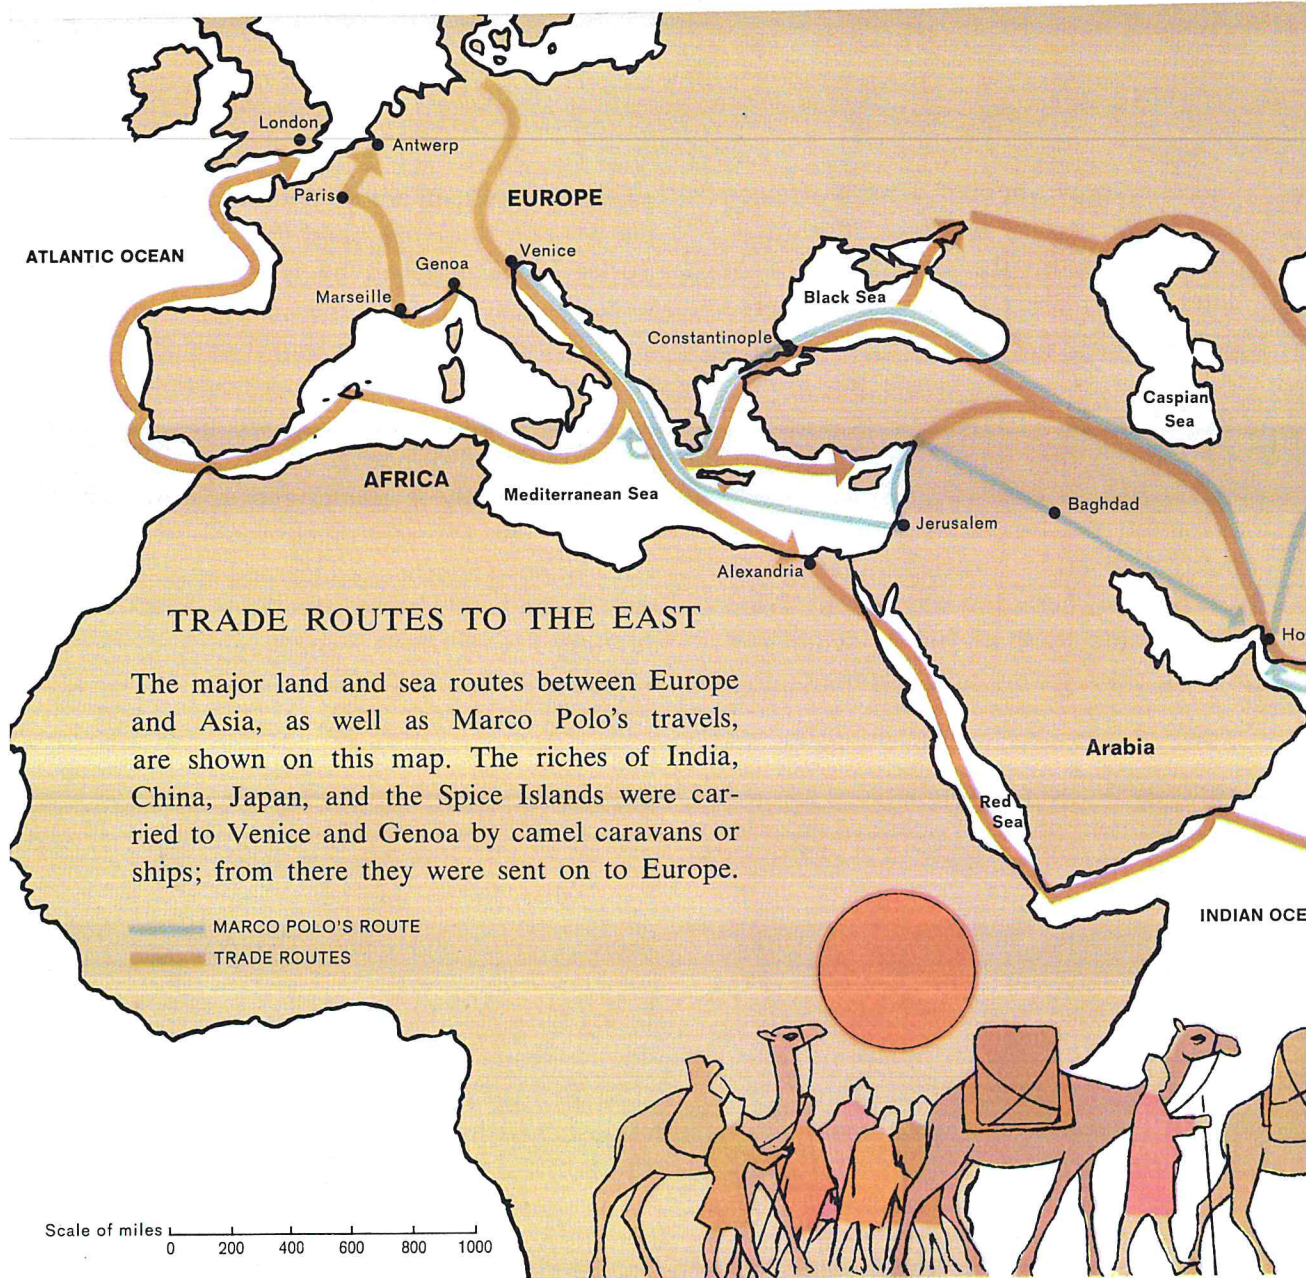 London
Antwerp
Paris
EUROPE
ATLANTIC OCEAN
Venice
Genoa
Marseille
Black Sea
Constantinople
Caspian
Sea
AFRICA
Mediterranean Sea
Baghdad
Jerusalem
Alexandria
Ho
TRADE ROUTES TO THE EAST
The major land and sea routes between Europe
and Asia, as well as Marco Polo's travels,
are shown on this map. The riches of India,
China, Japan, and the Spice Islands were car-
ried to Venice and Genoa by camel caravans or
ships; from there they were sent on to Europe.
MARCO POLO'S ROUTE
TRADE ROUTES
Arabia
Red
Sea
INDIAN OCE
Scale of miles
0 200 400 600 800 1000